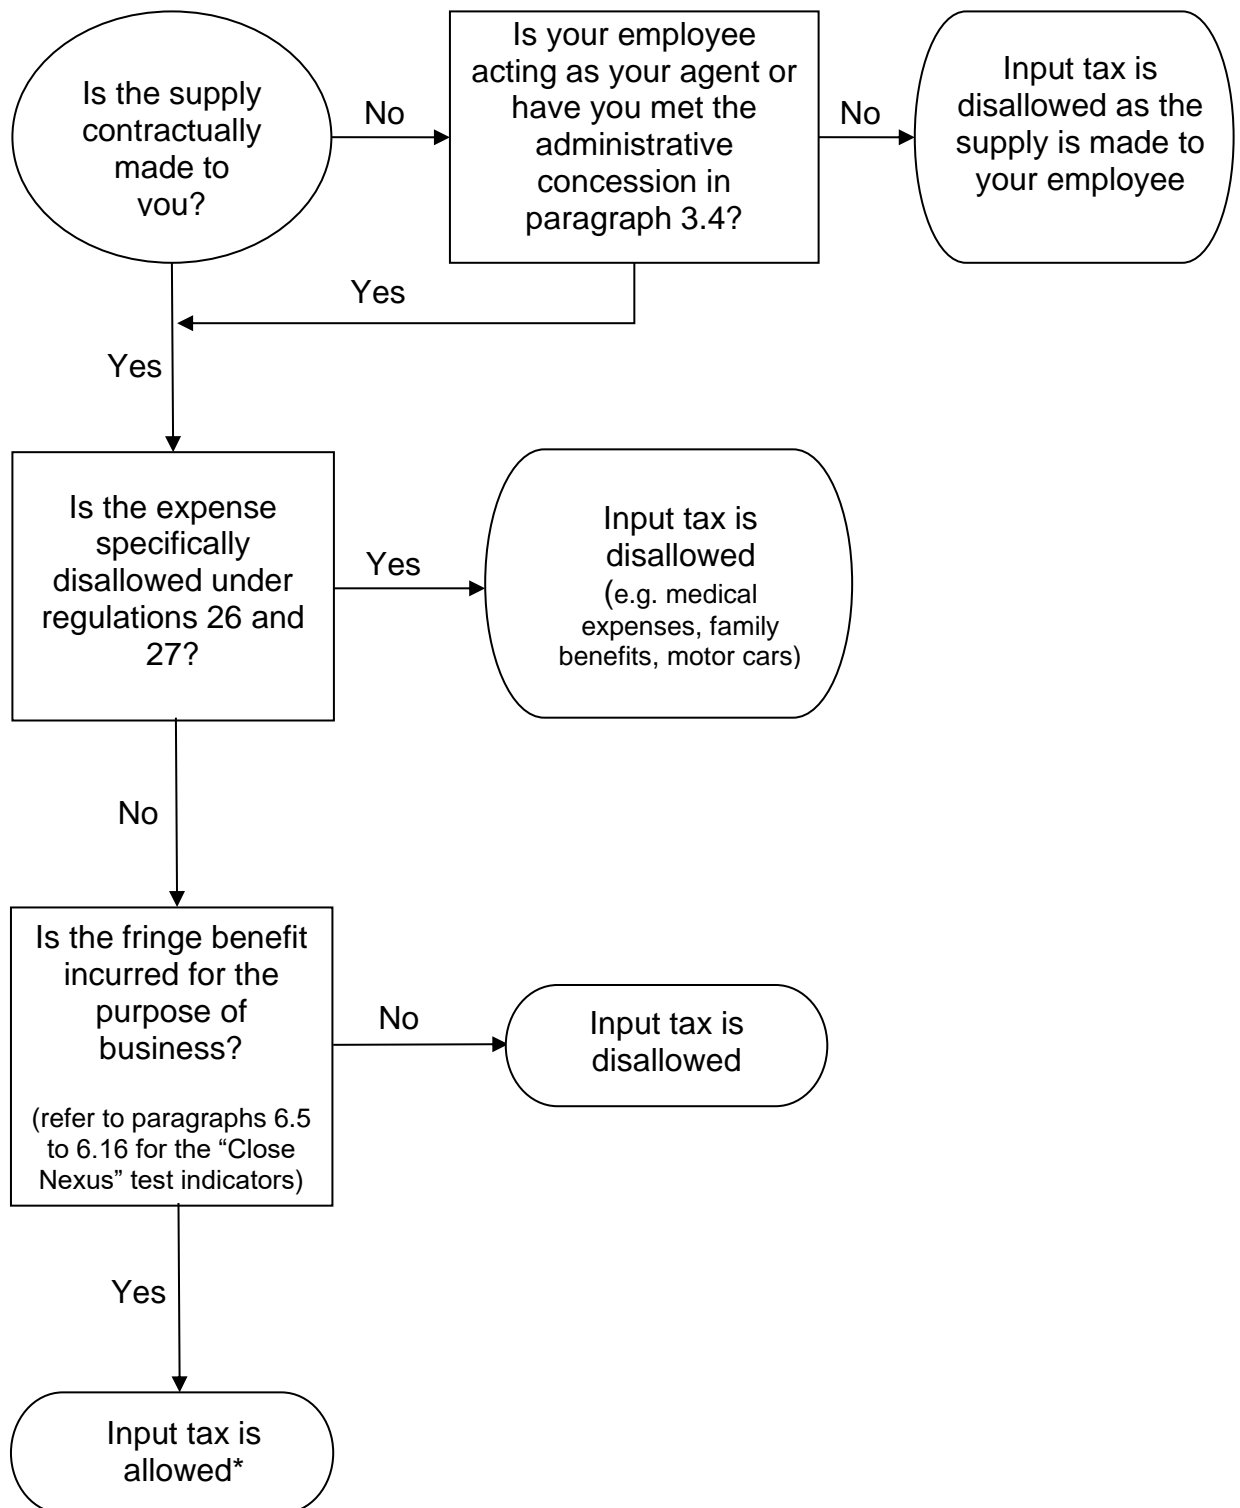 Is the supply
contractually
made to
you?
No
Is your employee
acting as your agent or
have you met the
administrative
concession in
paragraph 3.4?
No
Input tax is
disallowed as the
supply is made to
your employee
Yes
Yes
Is the expense
specifically
disallowed under
regulations 26 and
27?
Yes
Input tax is
disallowed
(e.g. medical
expenses, family
benefits, motor cars)
No
Is the fringe benefit
incurred for the
purpose of
business?
(refer to paragraphs 6.5
to 6.16 for the “Close
Nexus” test indicators)
No
Input tax is
disallowed
Yes
Input tax is
allowed*